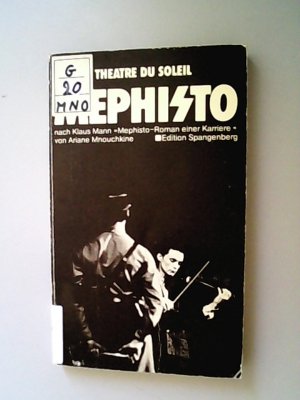 G
20
MNO
THEATRE DU SOLEIL
MEPHISTO
nach Klaus Mann »Mephisto–Roman einer Karriere«
von Ariane Mnouchkine Edition Spangenberg